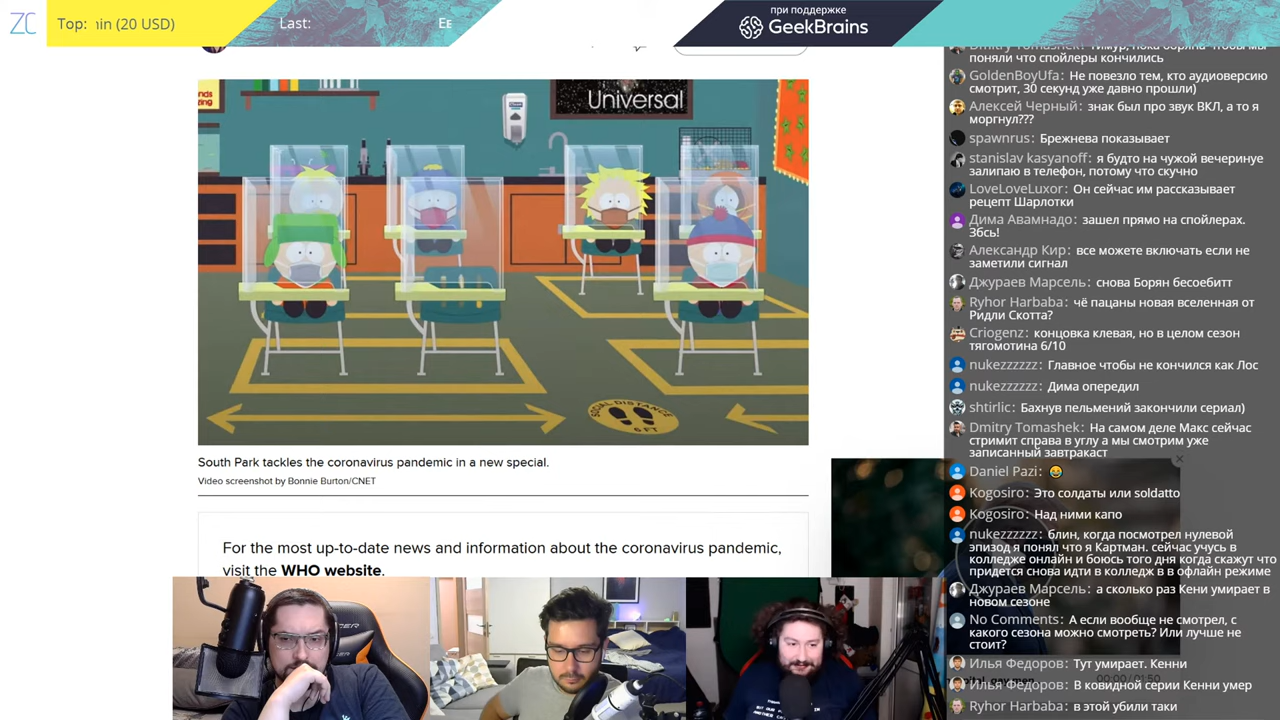 ZC
Top: in (20 USD)
Last:
при поддержке
GeekBrains
Universal
SOCIAL DISTANCE
6 FT
South Park tackles the coronavirus pandemic in a new special.
Video screenshot by Bonnie Burton/CNET
For the most up-to-date news and information about the coronavirus pandemic,
visit the WHO website.
поняли что спойлеры кончились
GoldenBoyUfa: Не повезло тем, кто аудиоверсию
смотрит, 30 секунд уже давно прошли)
Алексей Черный: знак был про звук ВКЛ, а то я
моргнул???
spawnrus: Брежнева показывает
stanislav kasyanoff: я будто на чужой вечеринуе
залипаю в телефон, потому что скучно
LoveLoveLuxor: Он сейчас им рассказывает
рецепт Шарлотки
Дима Авамнадо: зашел прямо на спойлерах.
Збсь!
Александр Кир: все можете включать если не
заметили сигнал
Джураев Марсель: снова Борян бесоебитт
Ryhor Harbaba: чё пацаны новая вселенная от
Ридли Скотта?
Criogenz: концовка клевая, но в целом сезон
тягомотина 6/10
nukezzzzzz: Главное чтобы не кончился как Лос
nukezzzzzz: Дима опередил
shtirlic: Бахнув пельмений закончили сериал)
Dmitry Tomashek: На самом деле Макс сейчас
стримит справа в углу а мы смотрим уже
записанный завтракаст
Daniel Pazi: 😂
Kogosiro: Это солдаты или soldatto
Kogosiro: Над ними капо
nukezzzzzz: блин, когда посмотрел нулевой
эпизод я понял что я Картман. сейчас учусь в
колледже онлайн и боюсь того дня когда скажут что
придется снова идти в колледж в в офлайн режиме
Джураев Марсель: а сколько раз Кени умирает в
новом сезоне
No Comments: А если вообще не смотрел, с
какого сезона можно смотреть? Или лучше не
стоит?
Илья Федоров: Тут умирает. Кенни
Илья Федоров: В ковидной серии Кенни умер
Ryhor Harbaba: в этой убили таки